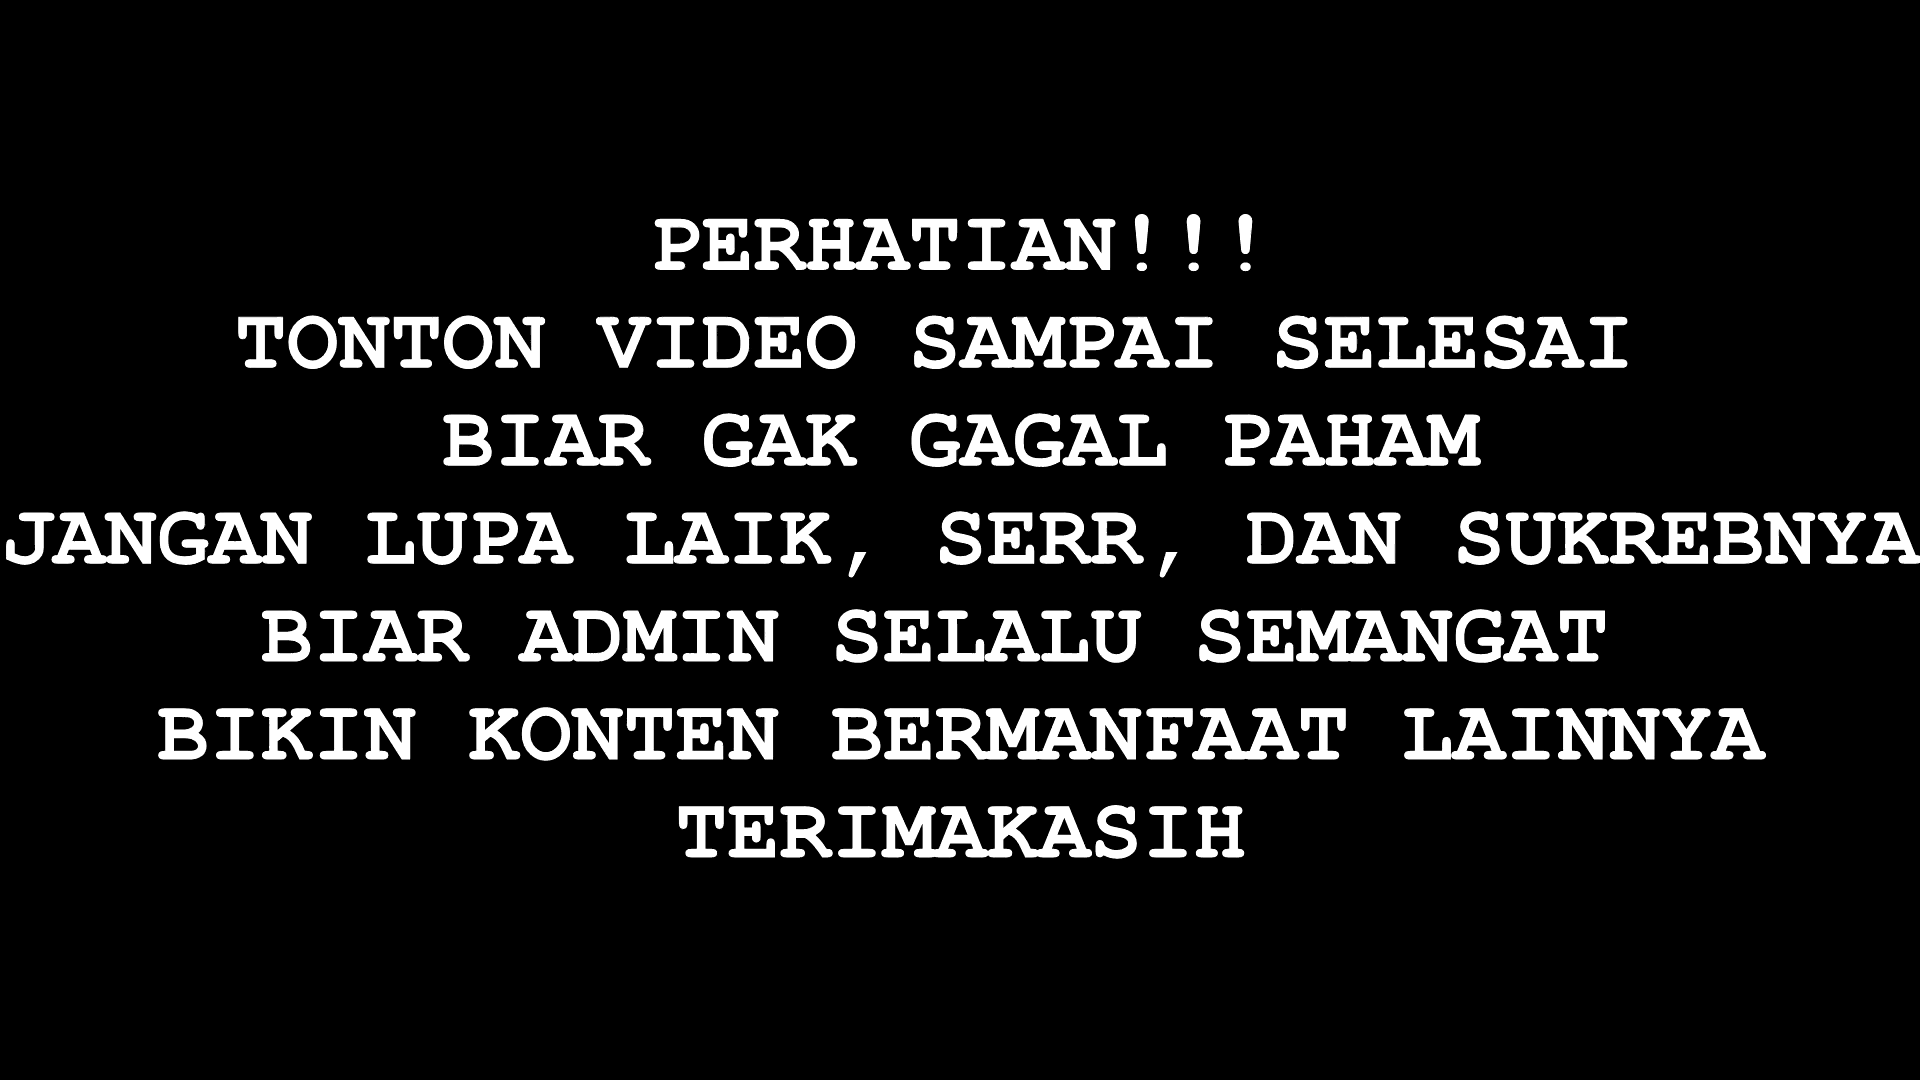 PERHATIAN!!!
TONTON VIDEO SAMPAI SELESAI
BIAR GAK GAGAL PAHAM
JANGAN LUPA LAIK, SERR, DAN SUKREBNYA
BIAR ADMIN SELALU SEMANGAT
BIKIN KONTEN BERMANFAAT LAINNYA
TERIMAKASIH